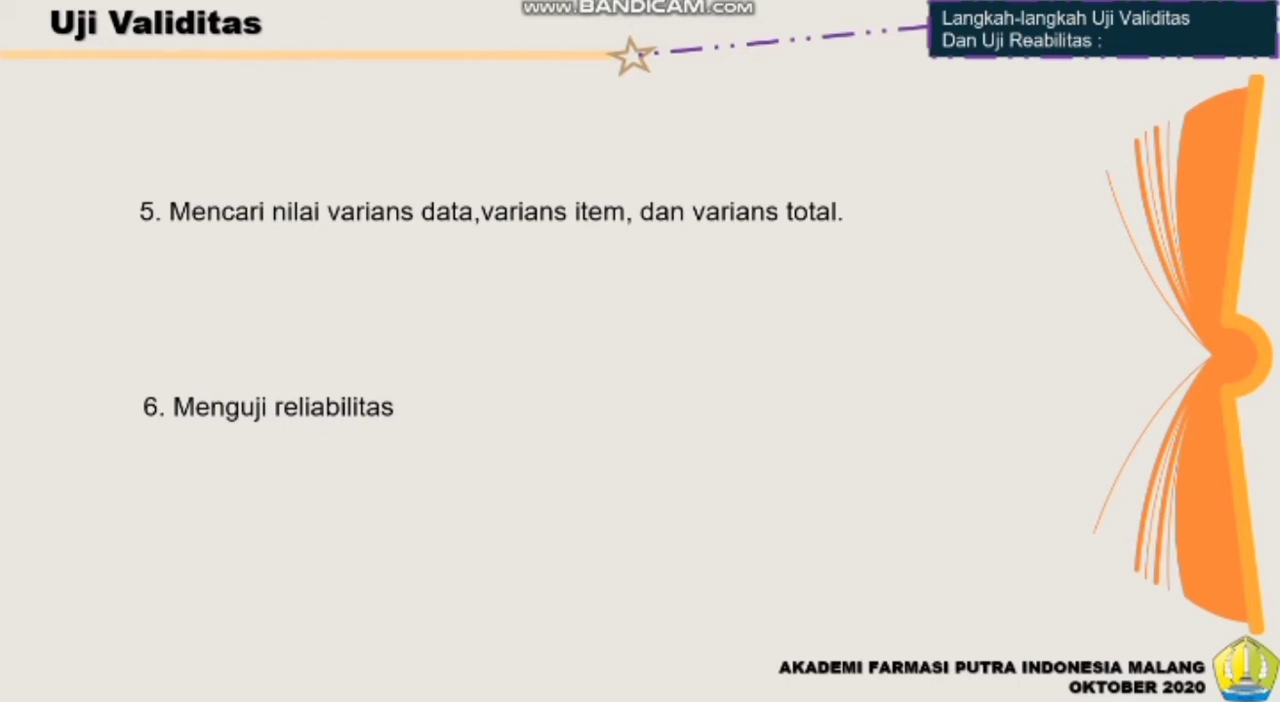 www.BANDICAM.com
Uji Validitas
Langkah-langkah Uji Validitas
Dan Uji Reabilitas :
5. Mencari nilai varians data,varians item, dan varians total.
6. Menguji reliabilitas
AKADEMI FARMASI PUTRA INDONESIA MALANG
OKTOBER 2020